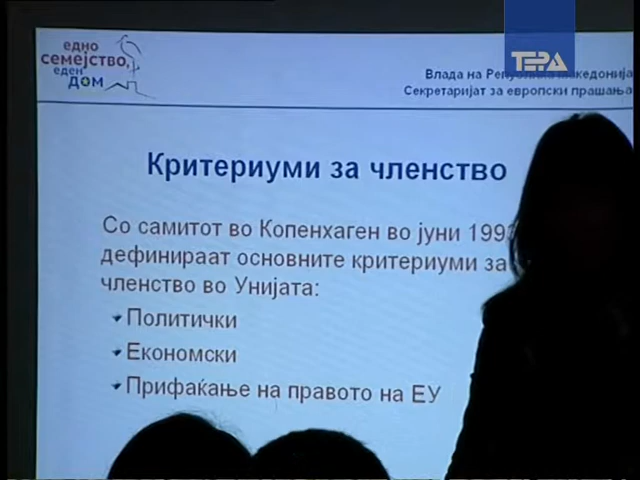 едно
семејство,
еден
дом
ТЕРА
Влада на Република Македонија
Секретаријат за европски прашања
Критериуми за членство
Со самитот во Копенхаген во јуни 1993
дефинираат основните критериуми за
членство во Унијата:
Политички
Економски
Прифаќање на правото на ЕУ